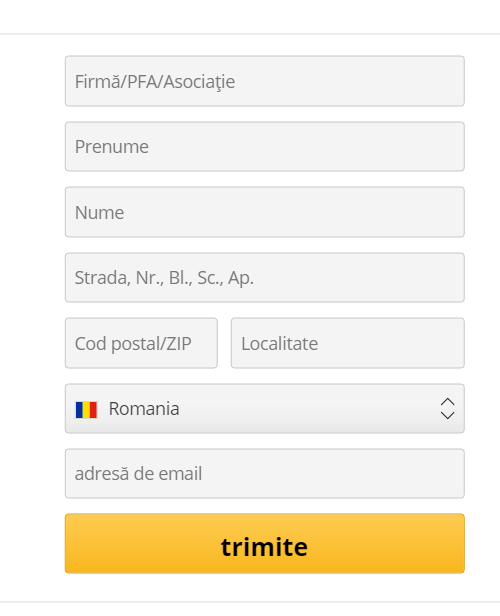 Firmă/PFA/Asociaţie
Prenume
Nume
Strada, Nr., Bl., Sc., Ap.
Cod postal/ZIP Localitate
Romania
adresă de email
trimite